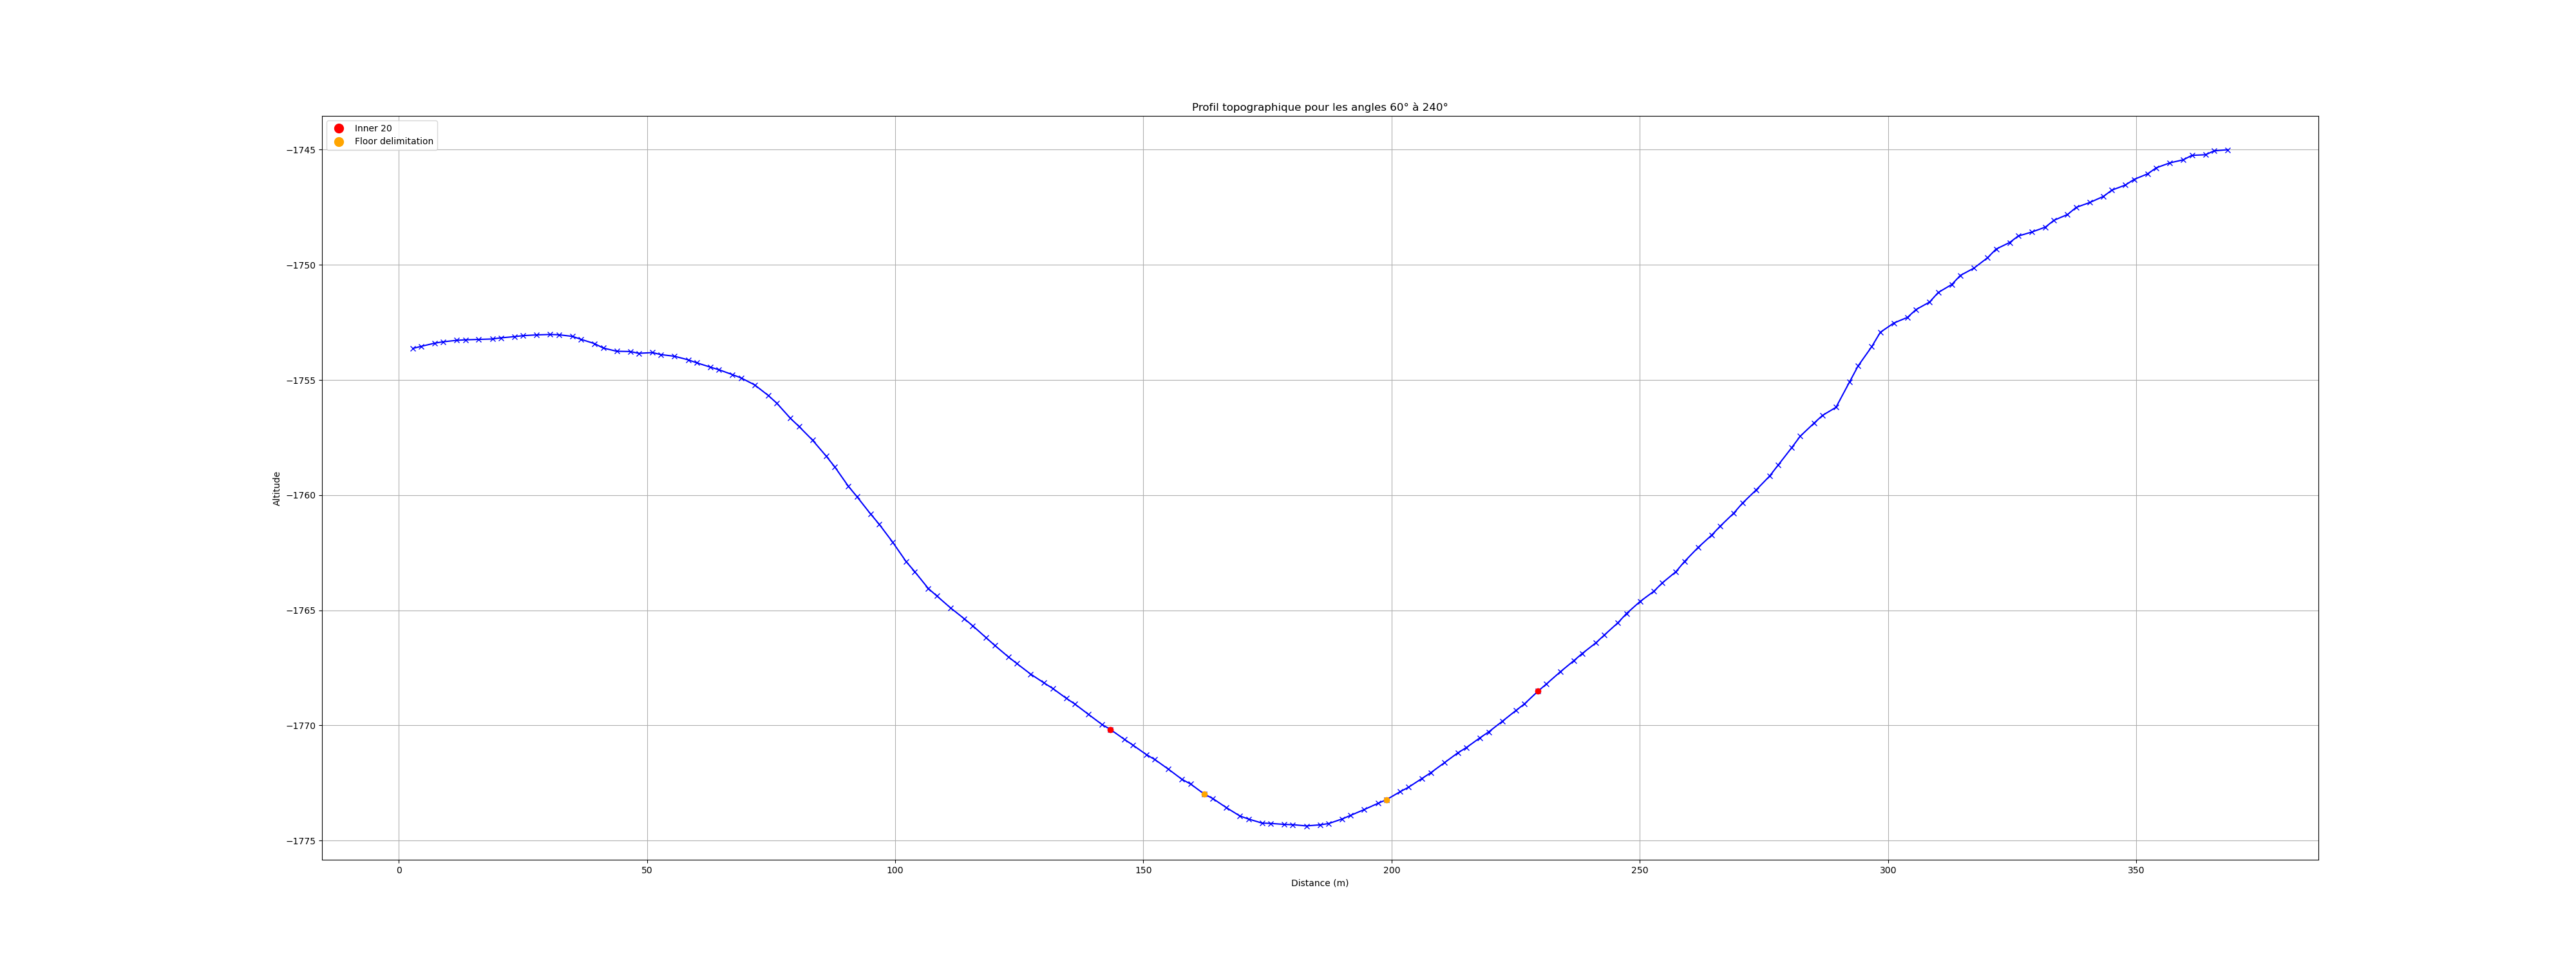 Profil topographique pour les angles 60° à 240°
Inner 20
Floor delimitation
−1745
−1750
−1755
−1760
−1765
−1770
−1775
Altitude
0 50 100 150 200 250 300 350
Distance (m)